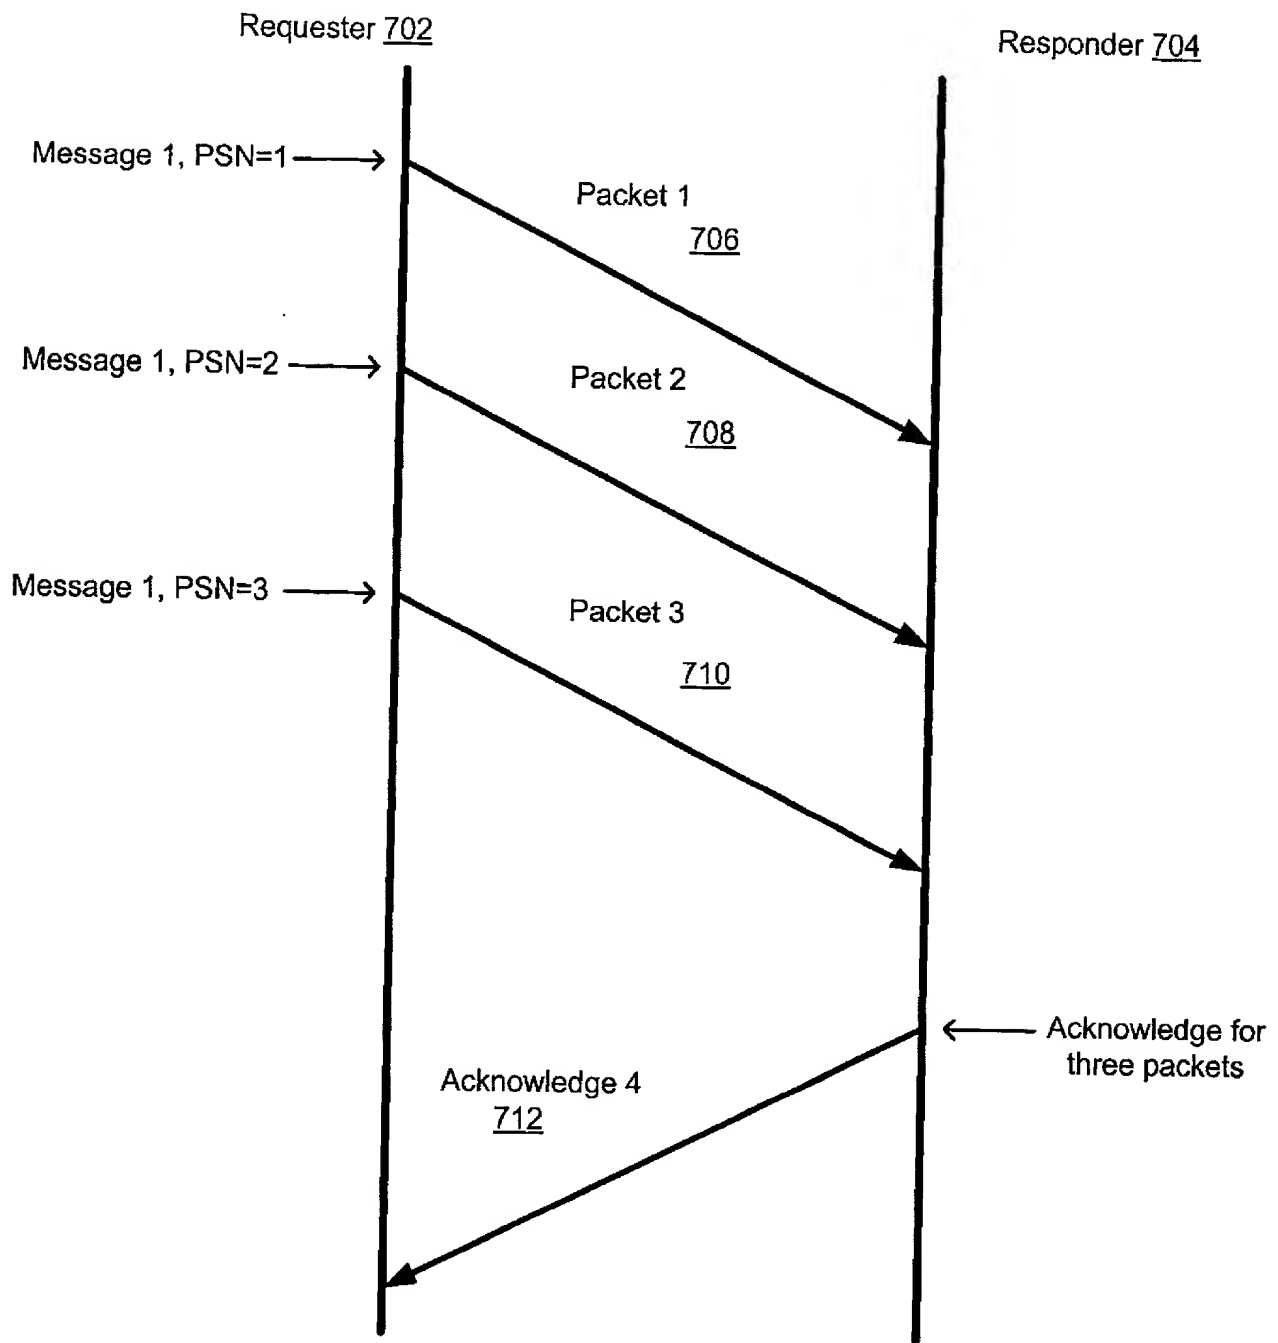 Requester 702
Responder 704
Message 1, PSN=1
Packet 1
706
Message 1, PSN=2
Packet 2
708
Message 1, PSN=3
Packet 3
710
Acknowledge for
three packets
Acknowledge 4
712